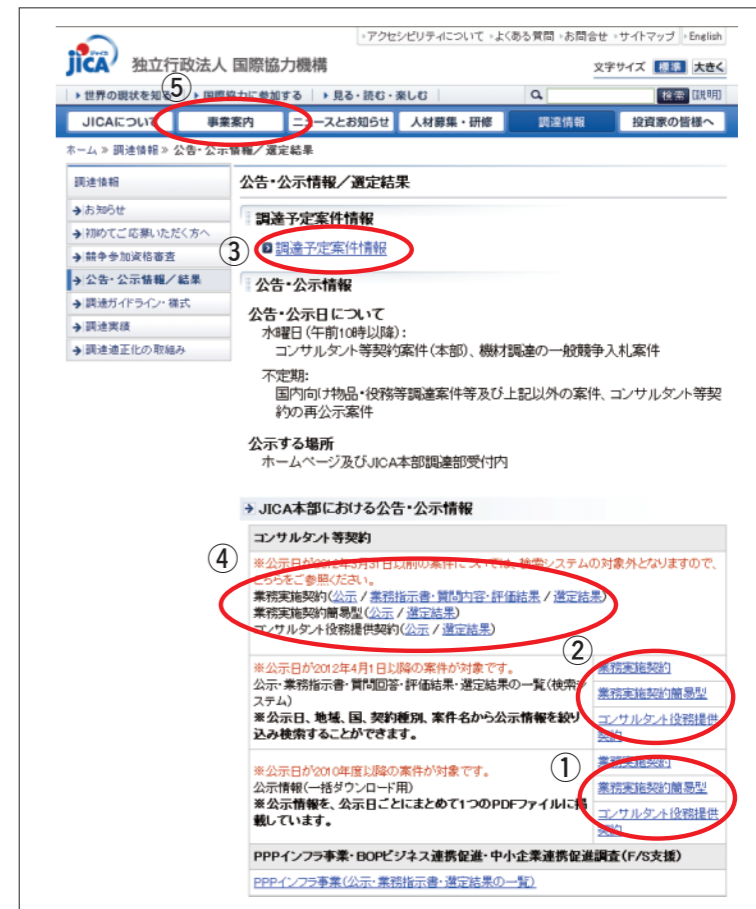 アクセシビリティについて よくある質問 お問合せ サイトマップ English
jica 独立行政法人 国際協力機構
文字サイズ 標準 大きく
⑤
世界の現状を知る 国際協力に参加する 見る・読む・楽しむ 検索 [説明]
JICAについて 事業案内 ニュースとお知らせ 人材募集・研修 調達情報 投資家の皆様へ
ホーム » 調達情報 » 公告・公示情報／選定結果
調達情報
お知らせ
初めてご応募いただく方へ
競争参加資格審査
公告・公示情報／結果
調達ガイドライン・様式
調達実績
調達適正化の取組み
公告・公示情報／選定結果
調達予定案件情報
③ 調達予定案件情報
公告・公示情報
公告・公示日について
水曜日(午前10時以降)：
コンサルタント等契約案件(本部)、機材調達の一般競争入札案件
不定期：
国内向け物品・役務等調達案件等及び上記以外の案件、コンサルタント等契
約の再公示案件
公示する場所
ホームページ及びJICA本部調達部受付内
JICA本部における公告・公示情報
コンサルタント等契約
④
※公示日が2012年3月31日以前の案件については、検索システムの対象外となりますので、
こちらをご参照ください。
業務実施契約(公示 / 業務指示書・質問内容・評価結果 / 選定結果)
業務実施契約簡易型(公示 / 選定結果)
コンサルタント役務提供契約(公示 / 選定結果)
②
※公示日が2012年4月1日以降の案件が対象です。
公示・業務指示書・質問回答・評価結果・選定結果の一覧(検索シ
ステム)
※公示日、地域、国、契約種別、案件名から公示情報を絞り
込み検索することができます。
業務実施契約
業務実施契約簡易型
コンサルタント役務提供
契約
①
※公示日が2010年度以降の案件が対象です。
公示情報(一括ダウンロード用)
※公示情報を、公示日ごとにまとめて1つのPDFファイルに掲
載しています。
業務実施契約
業務実施契約簡易型
コンサルタント役務提供
契約
PPPインフラ事業・BOPビジネス連携促進・中小企業連携促進調査(F/S支援)
PPPインフラ事業(公示・業務指示書・選定結果の一覧)